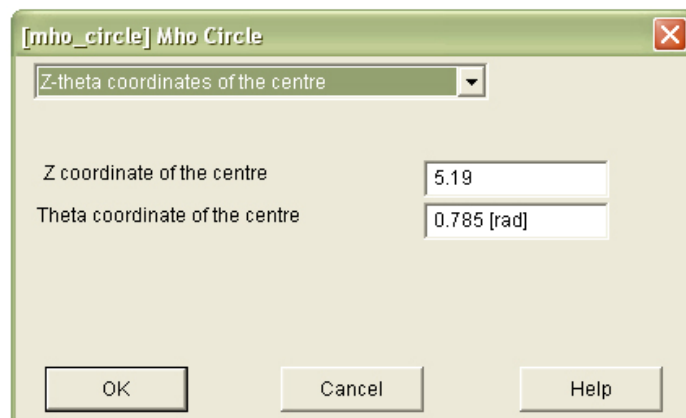 [mho_circle] Mho Circle
Z-theta coordinates of the centre
Z coordinate of the centre 5.19
Theta coordinate of the centre 0.785 [rad]
OK Cancel Help